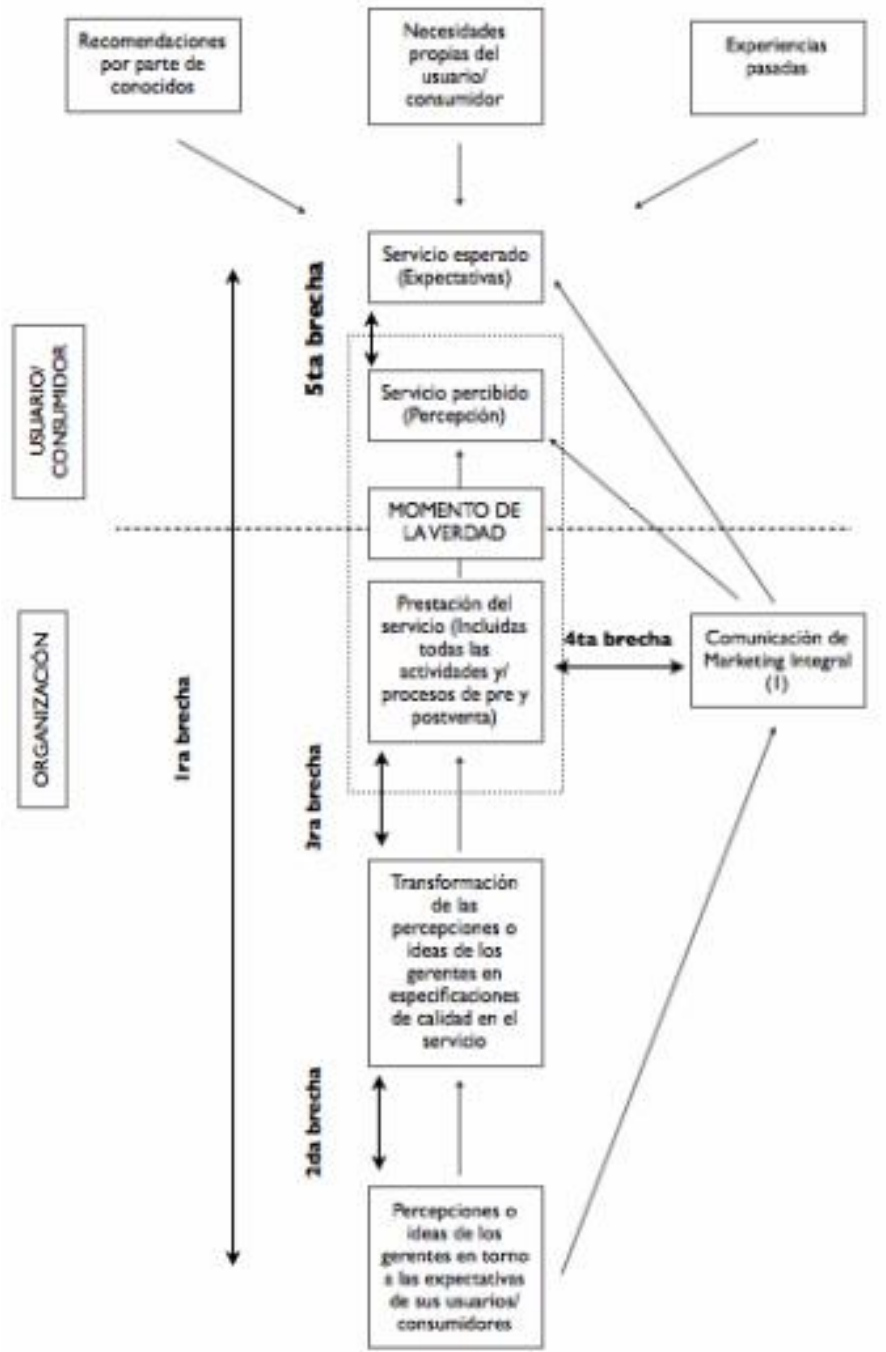 Recomendaciones
por parte de
conocidos
Necesidades
propias del
usuario/
consumidor
Experiencias
pasadas
Servicio esperado
(Expectativas)
5ta brecha
USUARIO/
CONSUMIDOR
Servicio percibido
(Percepción)
MOMENTO DE
LA VERDAD
ORGANIZACIÓN
1ra brecha
Prestación del
servicio (Incluidas
todas las
actividades y/
procesos de pre y
postventa)
4ta brecha
Comunicación de
Marketing Integral
(1)
3ra brecha
Transformación
de las
percepciones o
ideas de los
gerentes en
especificaciones
de calidad en el
servicio
2da brecha
Percepciones o
ideas de los
gerentes en torno
a las expectativas
de sus usuarios/
consumidores